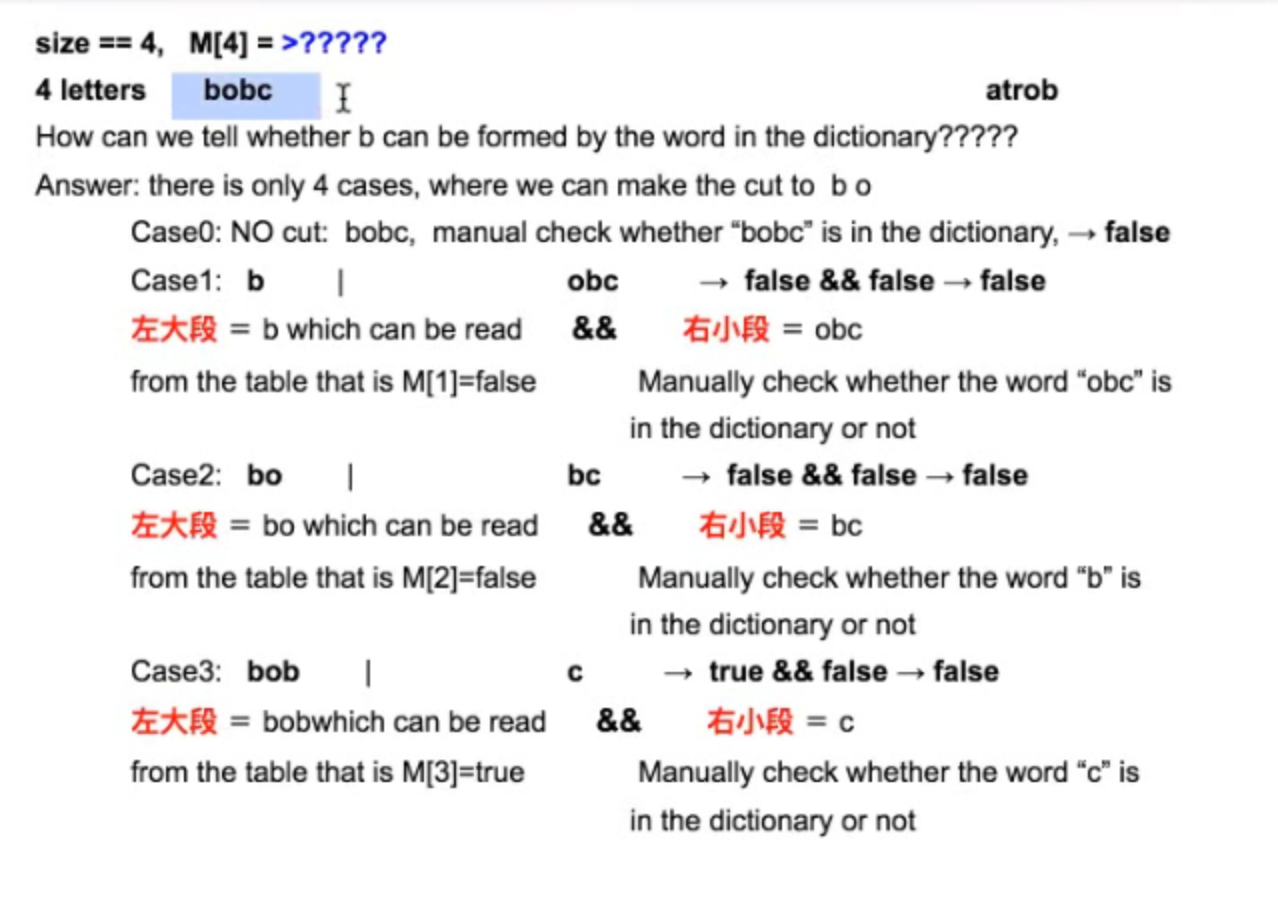 size == 4, M[4] = >?????
4 letters bobc atrob
How can we tell whether b can be formed by the word in the dictionary?????
Answer: there is only 4 cases, where we can make the cut to b o
Case0: NO cut: bobc, manual check whether “bobc” is in the dictionary, → false
Case1: b | obc → false && false → false
左大段 = b which can be read && 右小段 = obc
from the table that is M[1]=false Manually check whether the word “obc” is
in the dictionary or not
Case2: bo | bc → false && false → false
左大段 = bo which can be read && 右小段 = bc
from the table that is M[2]=false Manually check whether the word “b” is
in the dictionary or not
Case3: bob | c → true && false → false
左大段 = bobwhich can be read && 右小段 = c
from the table that is M[3]=true Manually check whether the word “c” is
in the dictionary or not